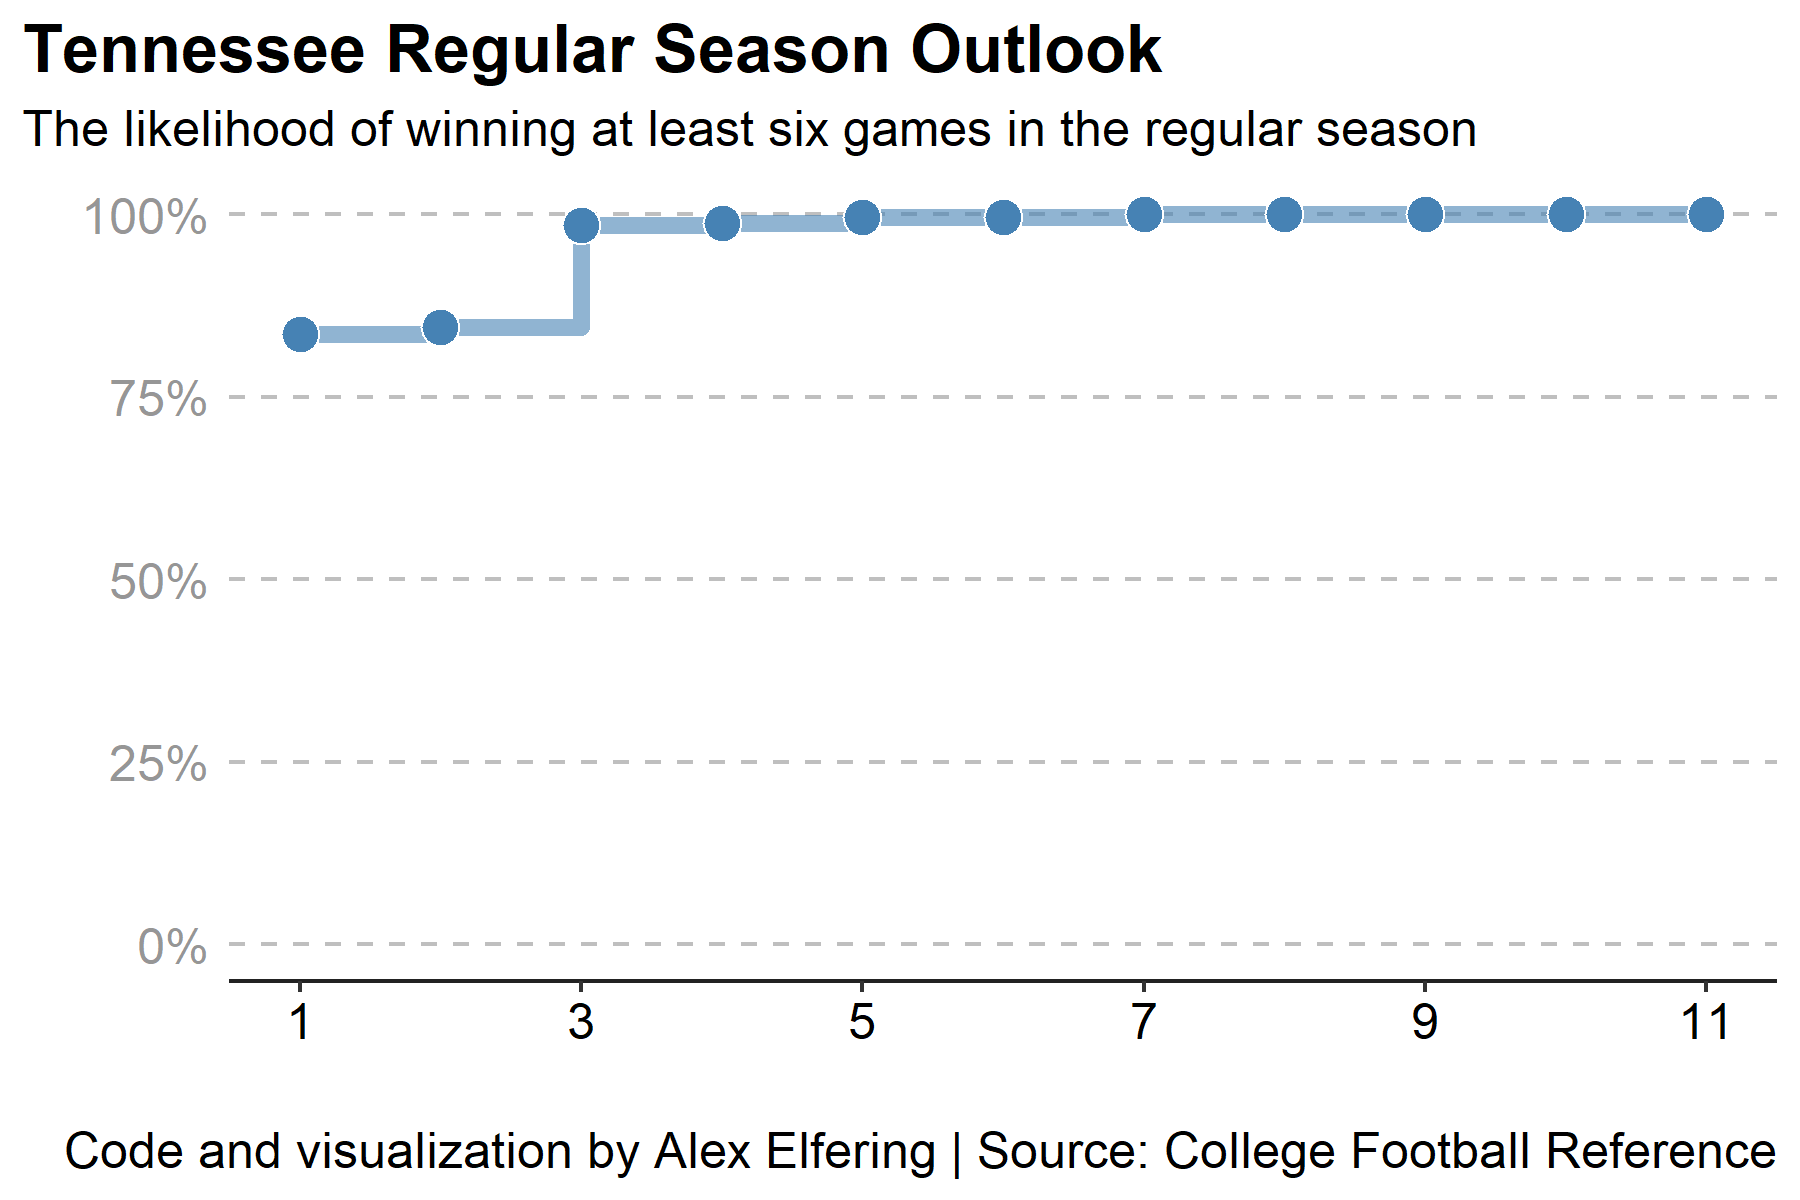 Tennessee Regular Season Outlook
The likelihood of winning at least six games in the regular season
100%
75%
50%
25%
0%
1 3 5 7 9 11
Code and visualization by Alex Elfering | Source: College Football Reference